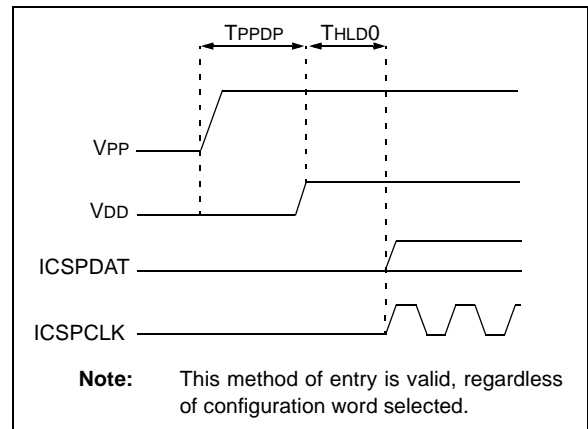 TPPDP THLD0
VPP
VDD
ICSPDAT
ICSPCLK
Note: This method of entry is valid, regardless
of configuration word selected.